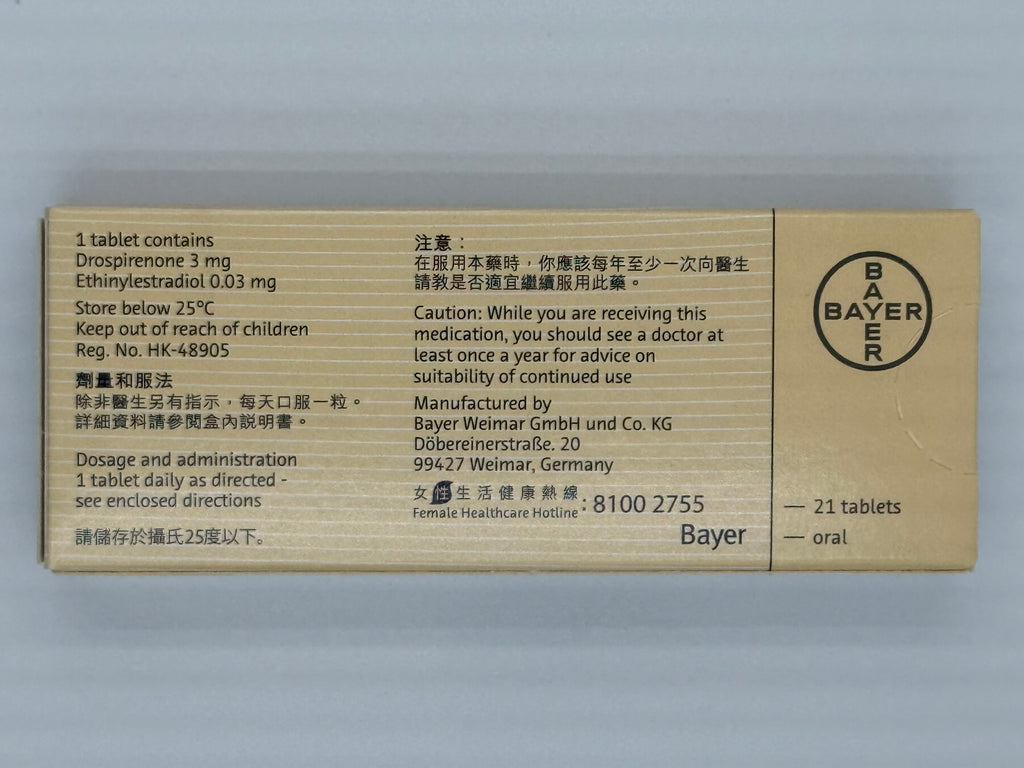 1 tablet contains
Drospirenone 3 mg
Ethinylestradiol 0.03 mg
Store below 25°C
Keep out of reach of children
Reg. No. HK-48905
劑量和服法
除非醫生另有指示，每天口服一粒。
詳細資料請參閱盒內説明書。
Dosage and administration
1 tablet daily as directed -
see enclosed directions
請儲存於攝氏25度以下。
注意：
在服用本藥時，你應該每年至少一次向醫生
請教是否適宜繼續服用此藥。
Caution: While you are receiving this
medication, you should see a doctor at
least once a year for advice on
suitability of continued use
Manufactured by
Bayer Weimar GmbH und Co. KG
Döbereinerstraße. 20
99427 Weimar, Germany
女性生活健康熱線
Female Healthcare Hotline : 8100 2755
Bayer
BAYER
BAYER
— 21 tablets
— oral